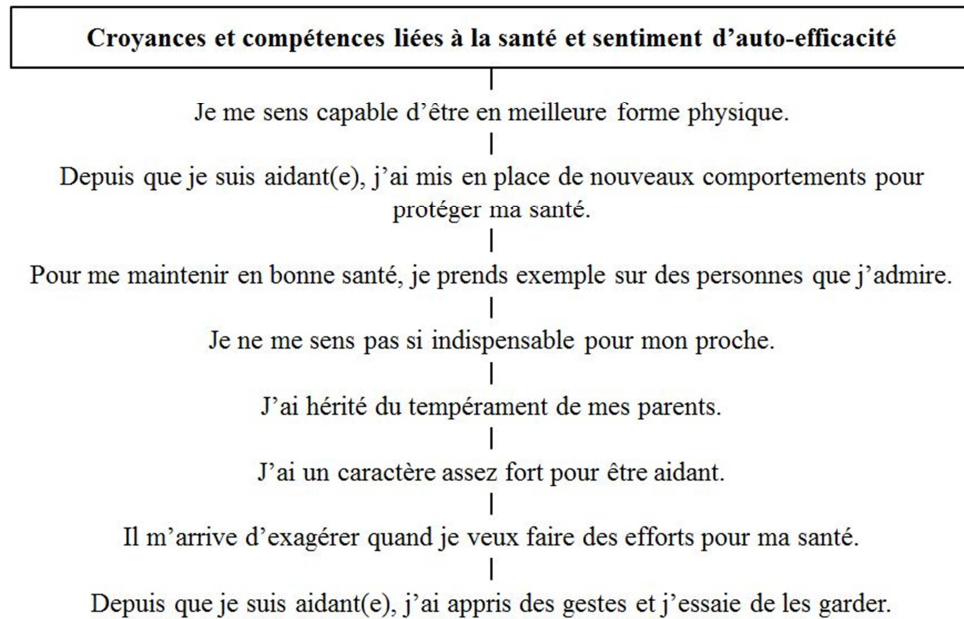 Croyances et compétences liées à la santé et sentiment d’auto-efficacité
Je me sens capable d’être en meilleure forme physique.
Depuis que je suis aidant(e), j’ai mis en place de nouveaux comportements pour
protéger ma santé.
Pour me maintenir en bonne santé, je prends exemple sur des personnes que j’admire.
Je ne me sens pas si indispensable pour mon proche.
J’ai hérité du tempérament de mes parents.
J’ai un caractère assez fort pour être aidant.
Il m’arrive d’exagérer quand je veux faire des efforts pour ma santé.
Depuis que je suis aidant(e), j’ai appris des gestes et j’essaie de les garder.